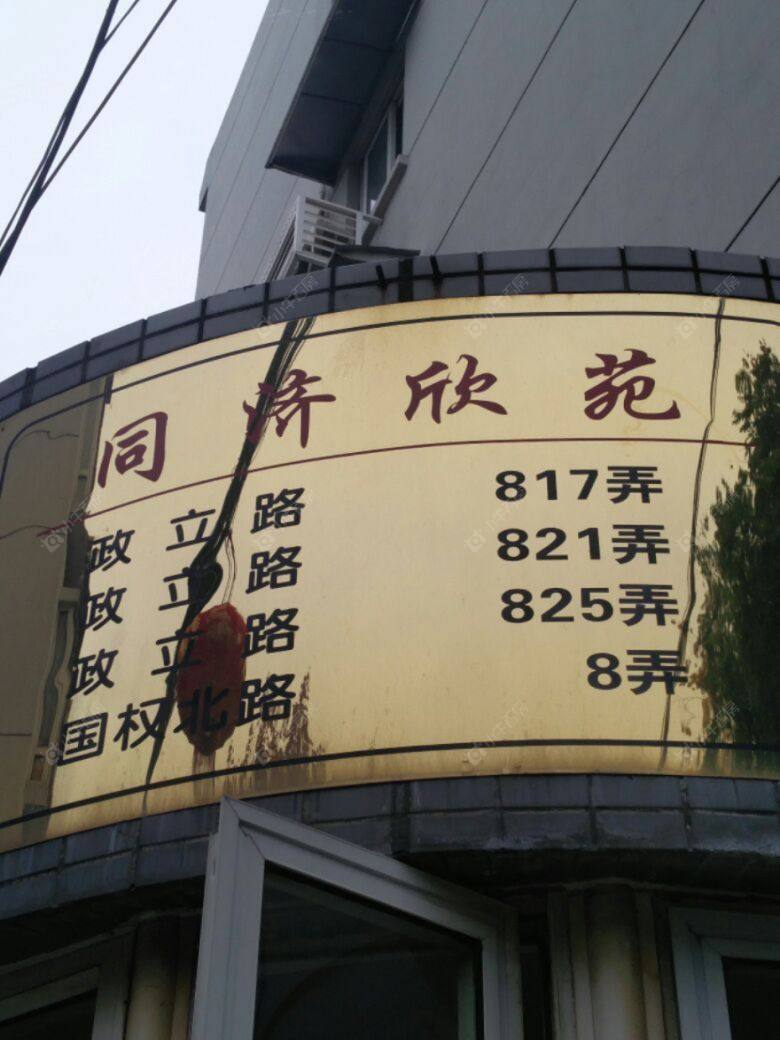 同济欣苑
政立路 817弄
政立路 821弄
政立路 825弄
国权北路 8弄